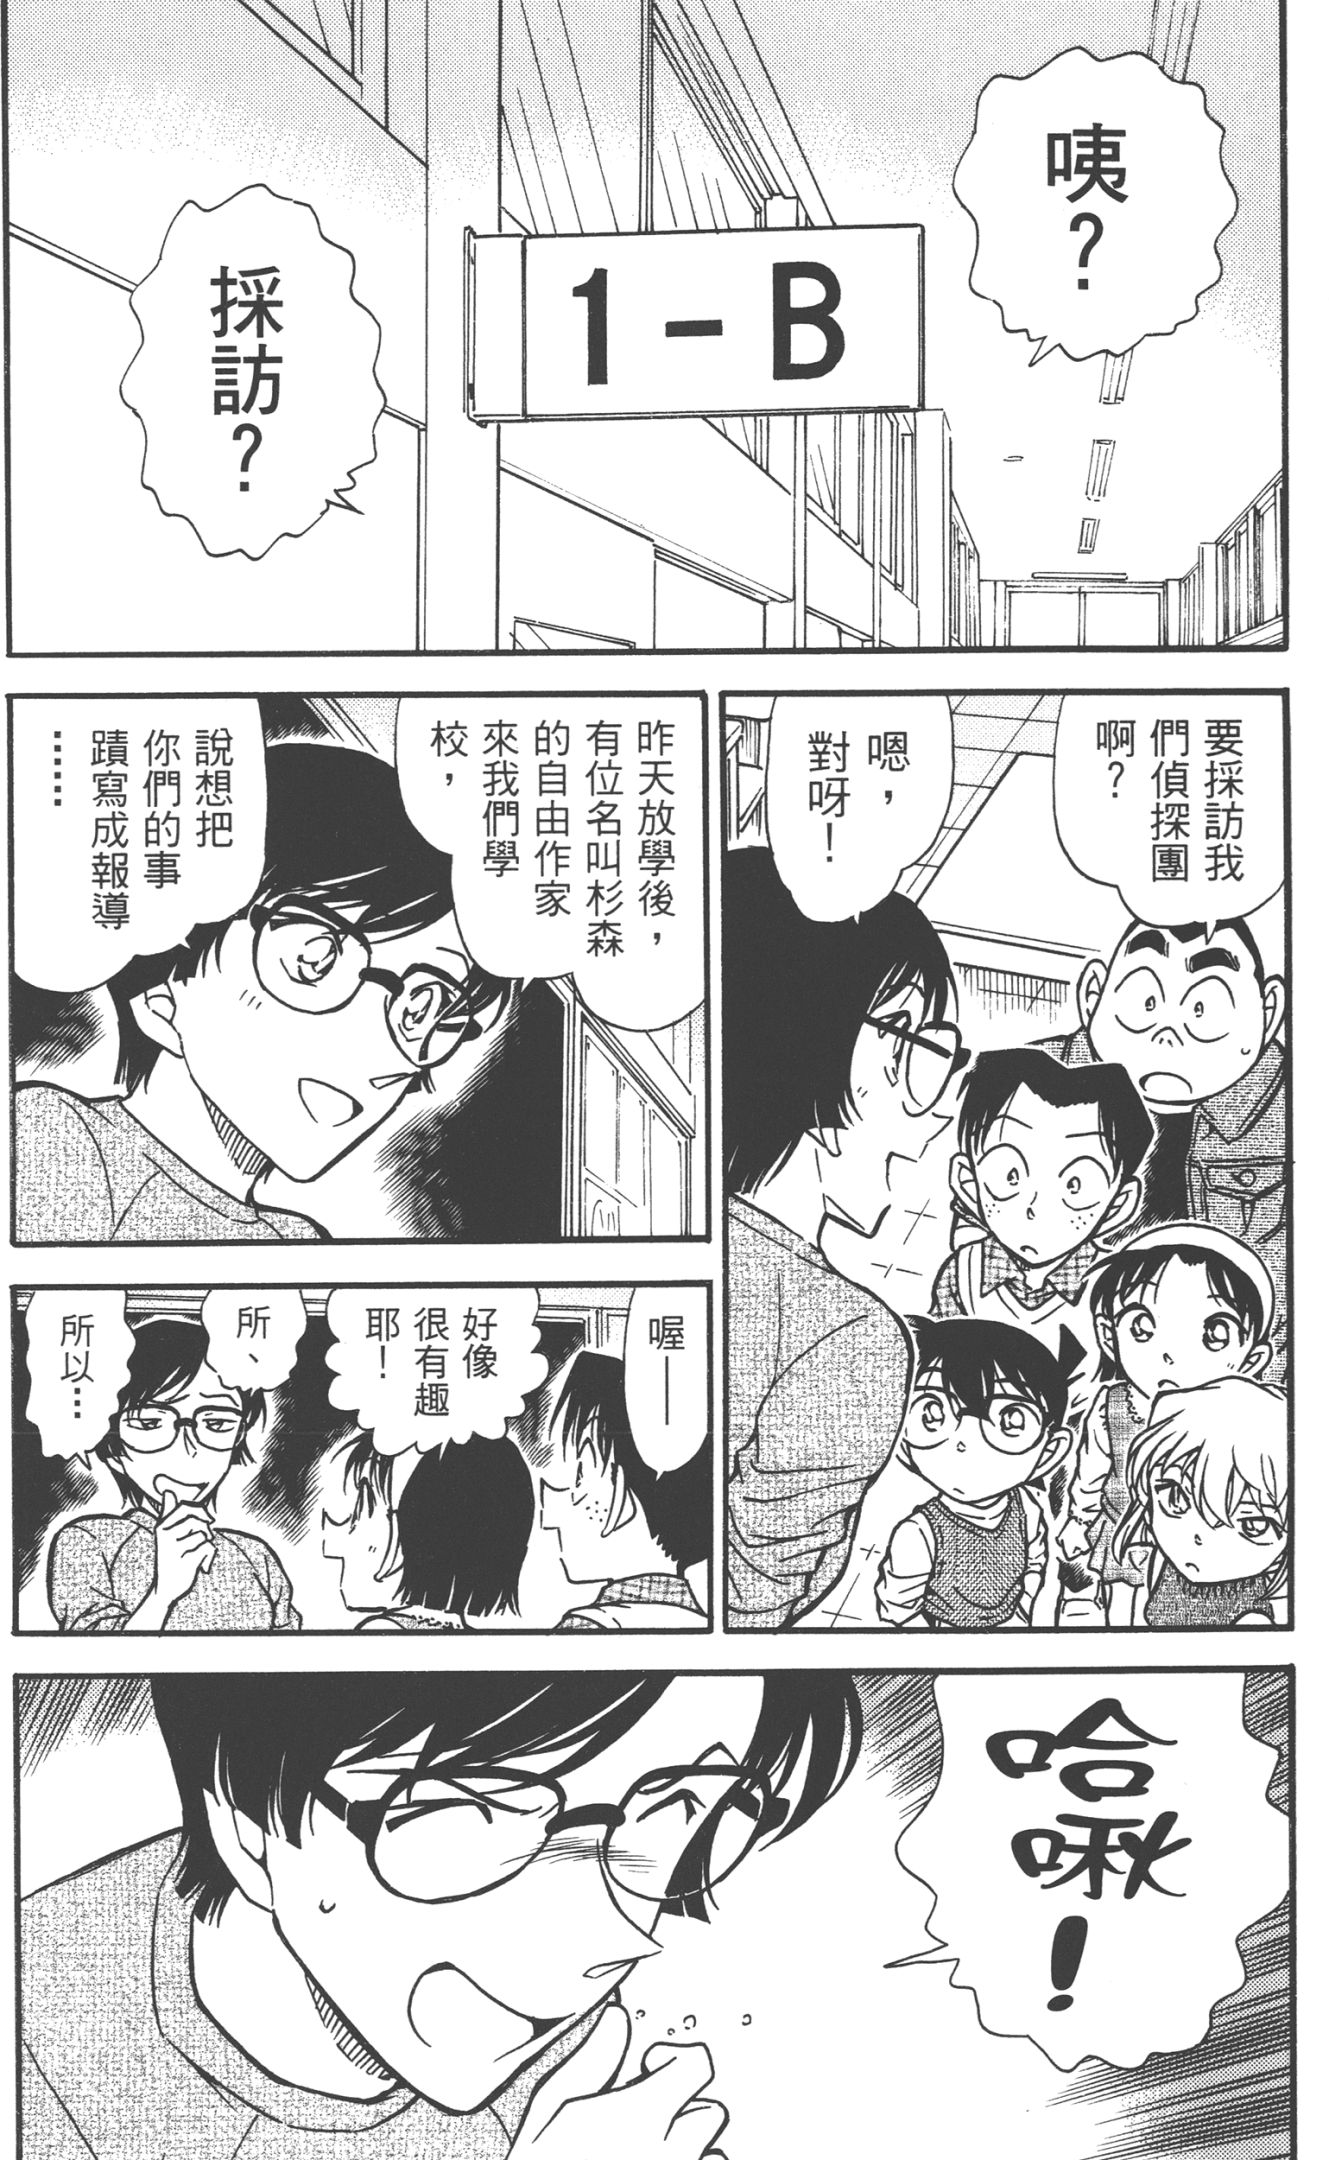 咦?
1-B
採訪?
要採訪我
們偵探團
啊?
嗯,
對呀!
昨天放學後,
有位名叫杉森
的自由作家
來我們學
校,
說想把
你們的事
蹟寫成報導
……
喔——
好像
很有趣
耶!
所、
所以…
哈
啾!